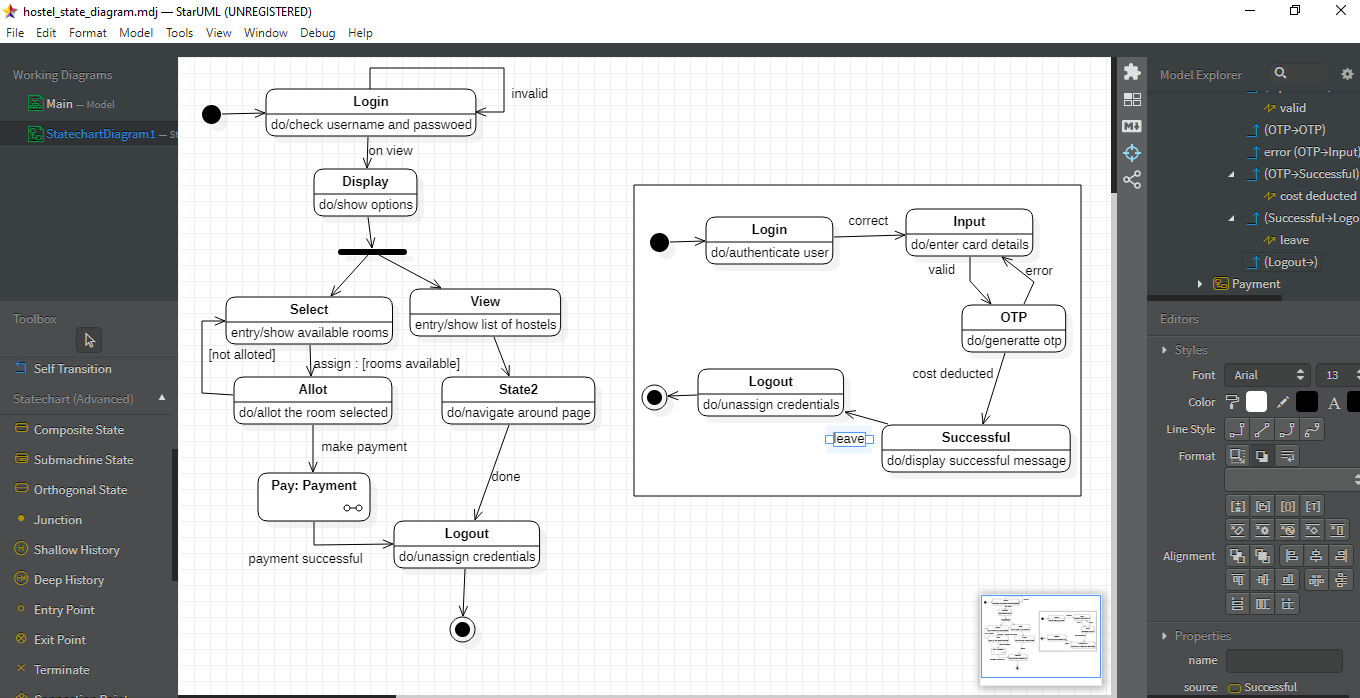 hostel_state_diagram.mdj — StarUML (UNREGISTERED)
File Edit Format Model Tools View Window Debug Help
Working Diagrams
Main — Model
StatechartDiagram1 — St
Toolbox
Self Transition
Statechart (Advanced)
Composite State
Submachine State
Orthogonal State
Junction
Shallow History
Deep History
Entry Point
Exit Point
Terminate
Login
do/check username and passwoed
invalid
on view
Display
do/show options
Select
entry/show available rooms
View
entry/show list of hostels
[not alloted]
assign : [rooms available]
Allot
do/allot the room selected
State2
do/navigate around page
make payment
Pay: Payment
done
payment successful
Logout
do/unassign credentials
Login
do/authenticate user
correct
Input
do/enter card details
valid
error
OTP
do/generatte otp
cost deducted
Logout
do/unassign credentials
leave
Successful
do/display successful message
Model Explorer
valid
(OTP→OTP)
error (OTP→Input)
(OTP→Successful)
cost deducted
(Successful→Logo
leave
(Logout→)
Payment
Editors
Styles
Font Arial 13
Color A
Line Style
Format
Alignment
Properties
name
source Successful